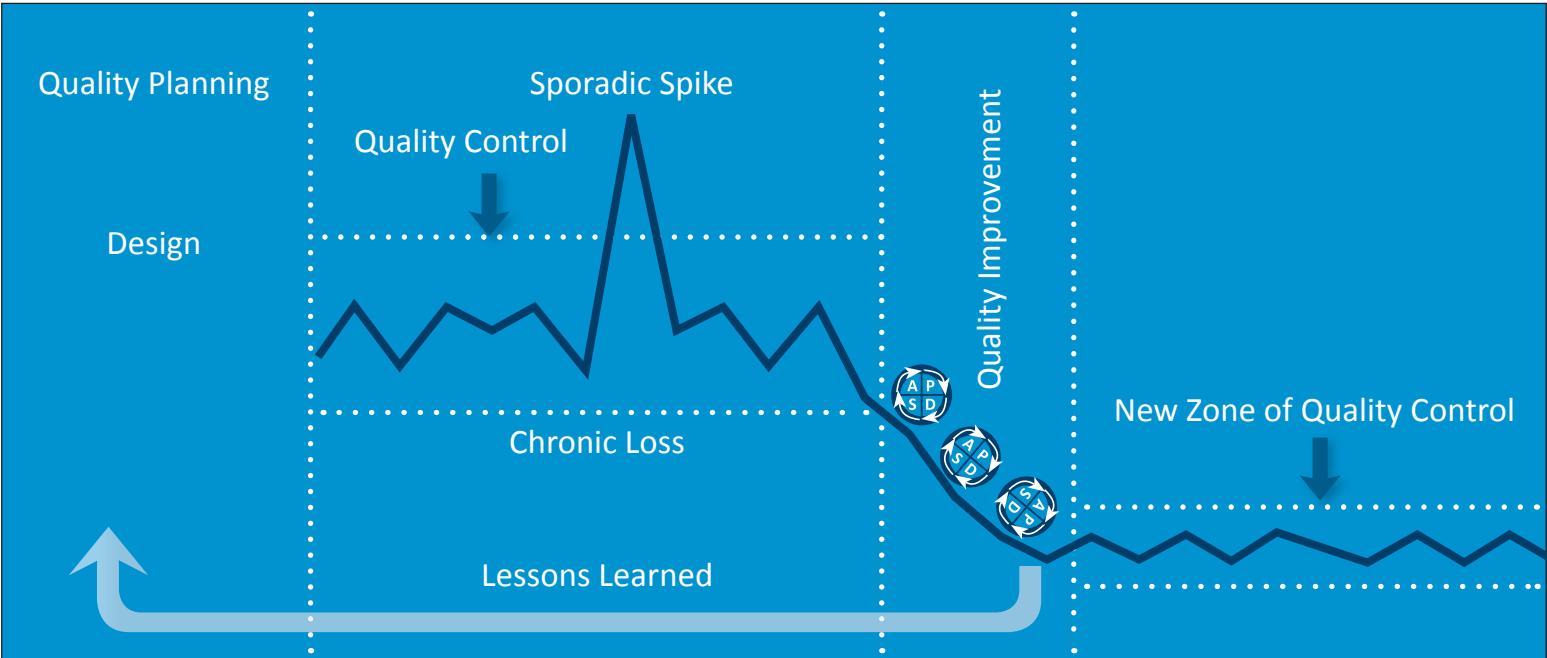 Quality Planning
Sporadic Spike
Quality Control
Design
Quality Improvement
Chronic Loss
A P
S D
A P
S D
A P
S D
New Zone of Quality Control
Lessons Learned